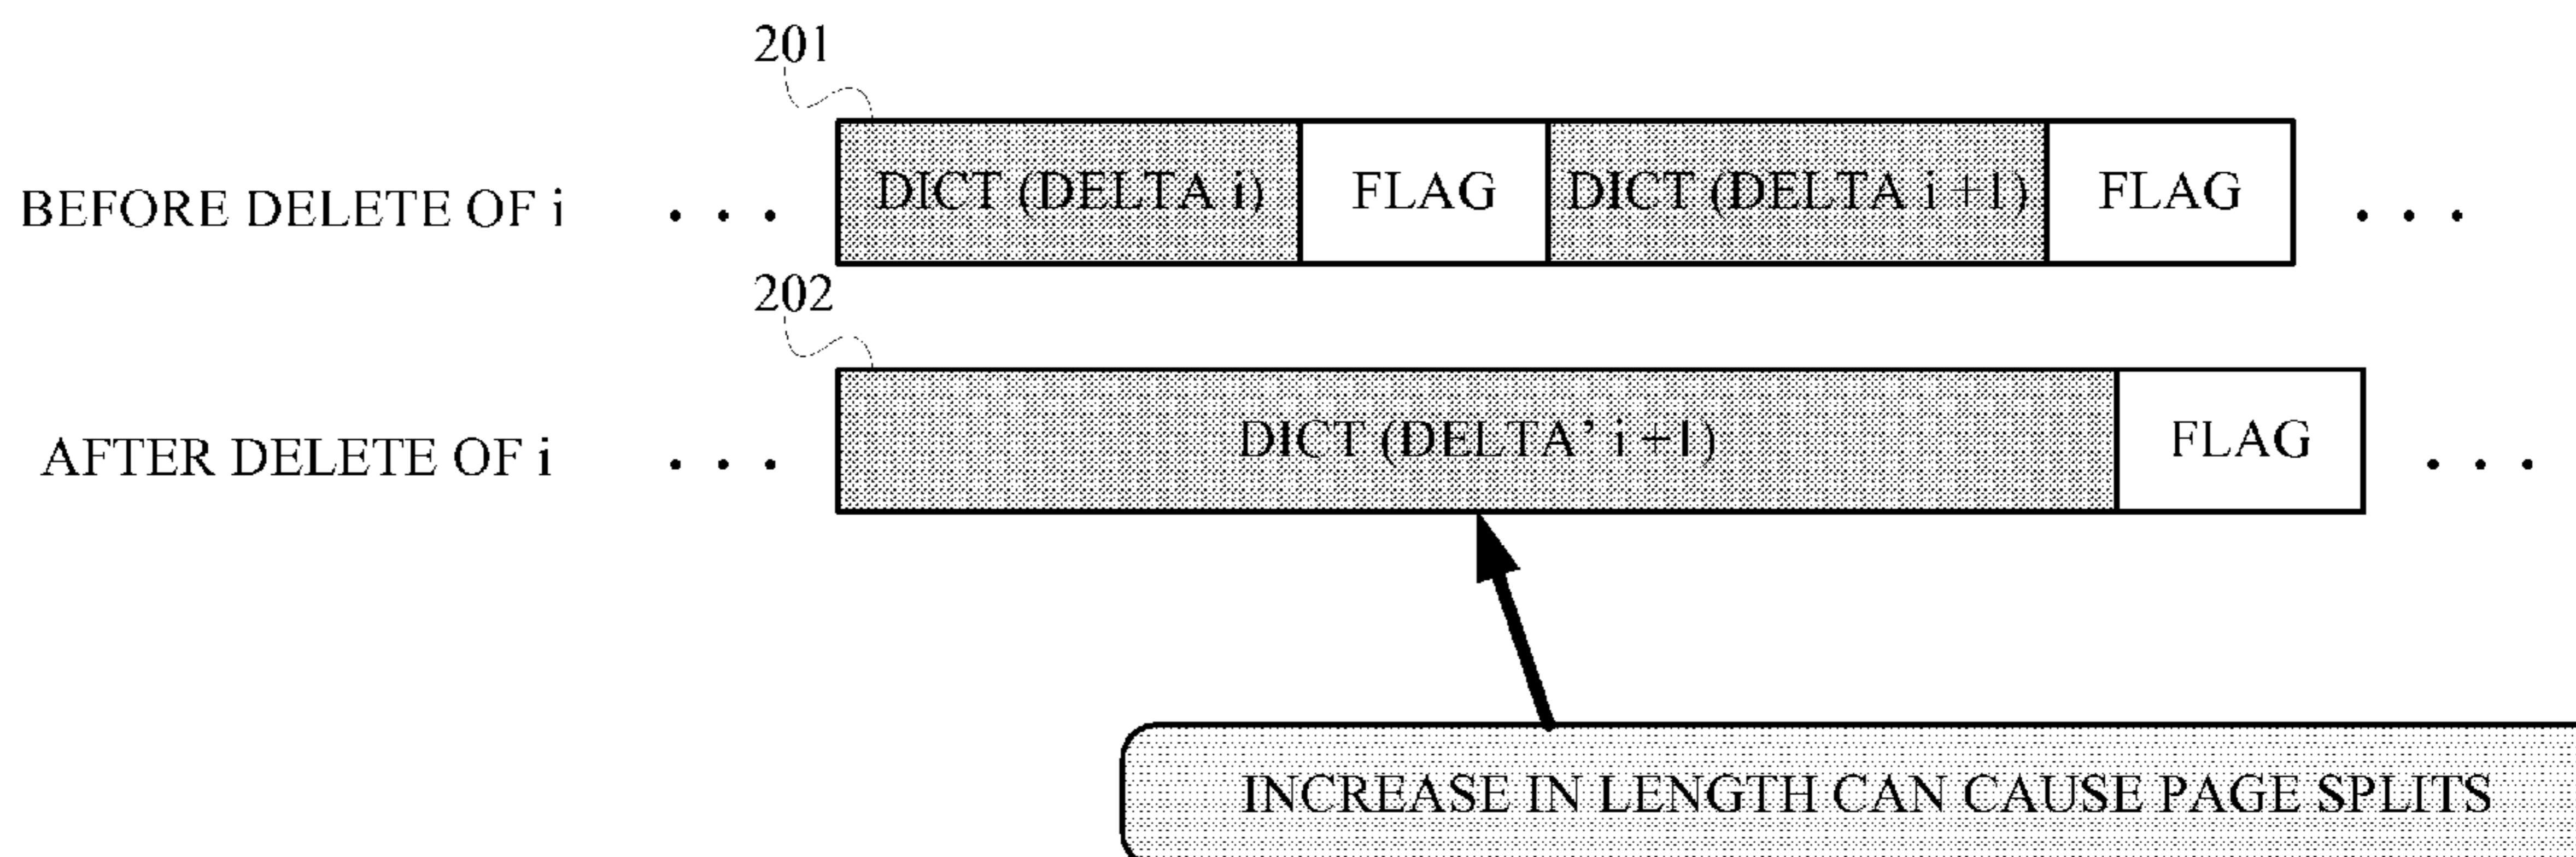 201
BEFORE DELETE OF i . . . DICT (DELTA i) FLAG DICT (DELTA i +1) FLAG . . .
202
AFTER DELETE OF i . . . DICT (DELTA’ i +1) FLAG . . .
INCREASE IN LENGTH CAN CAUSE PAGE SPLITS